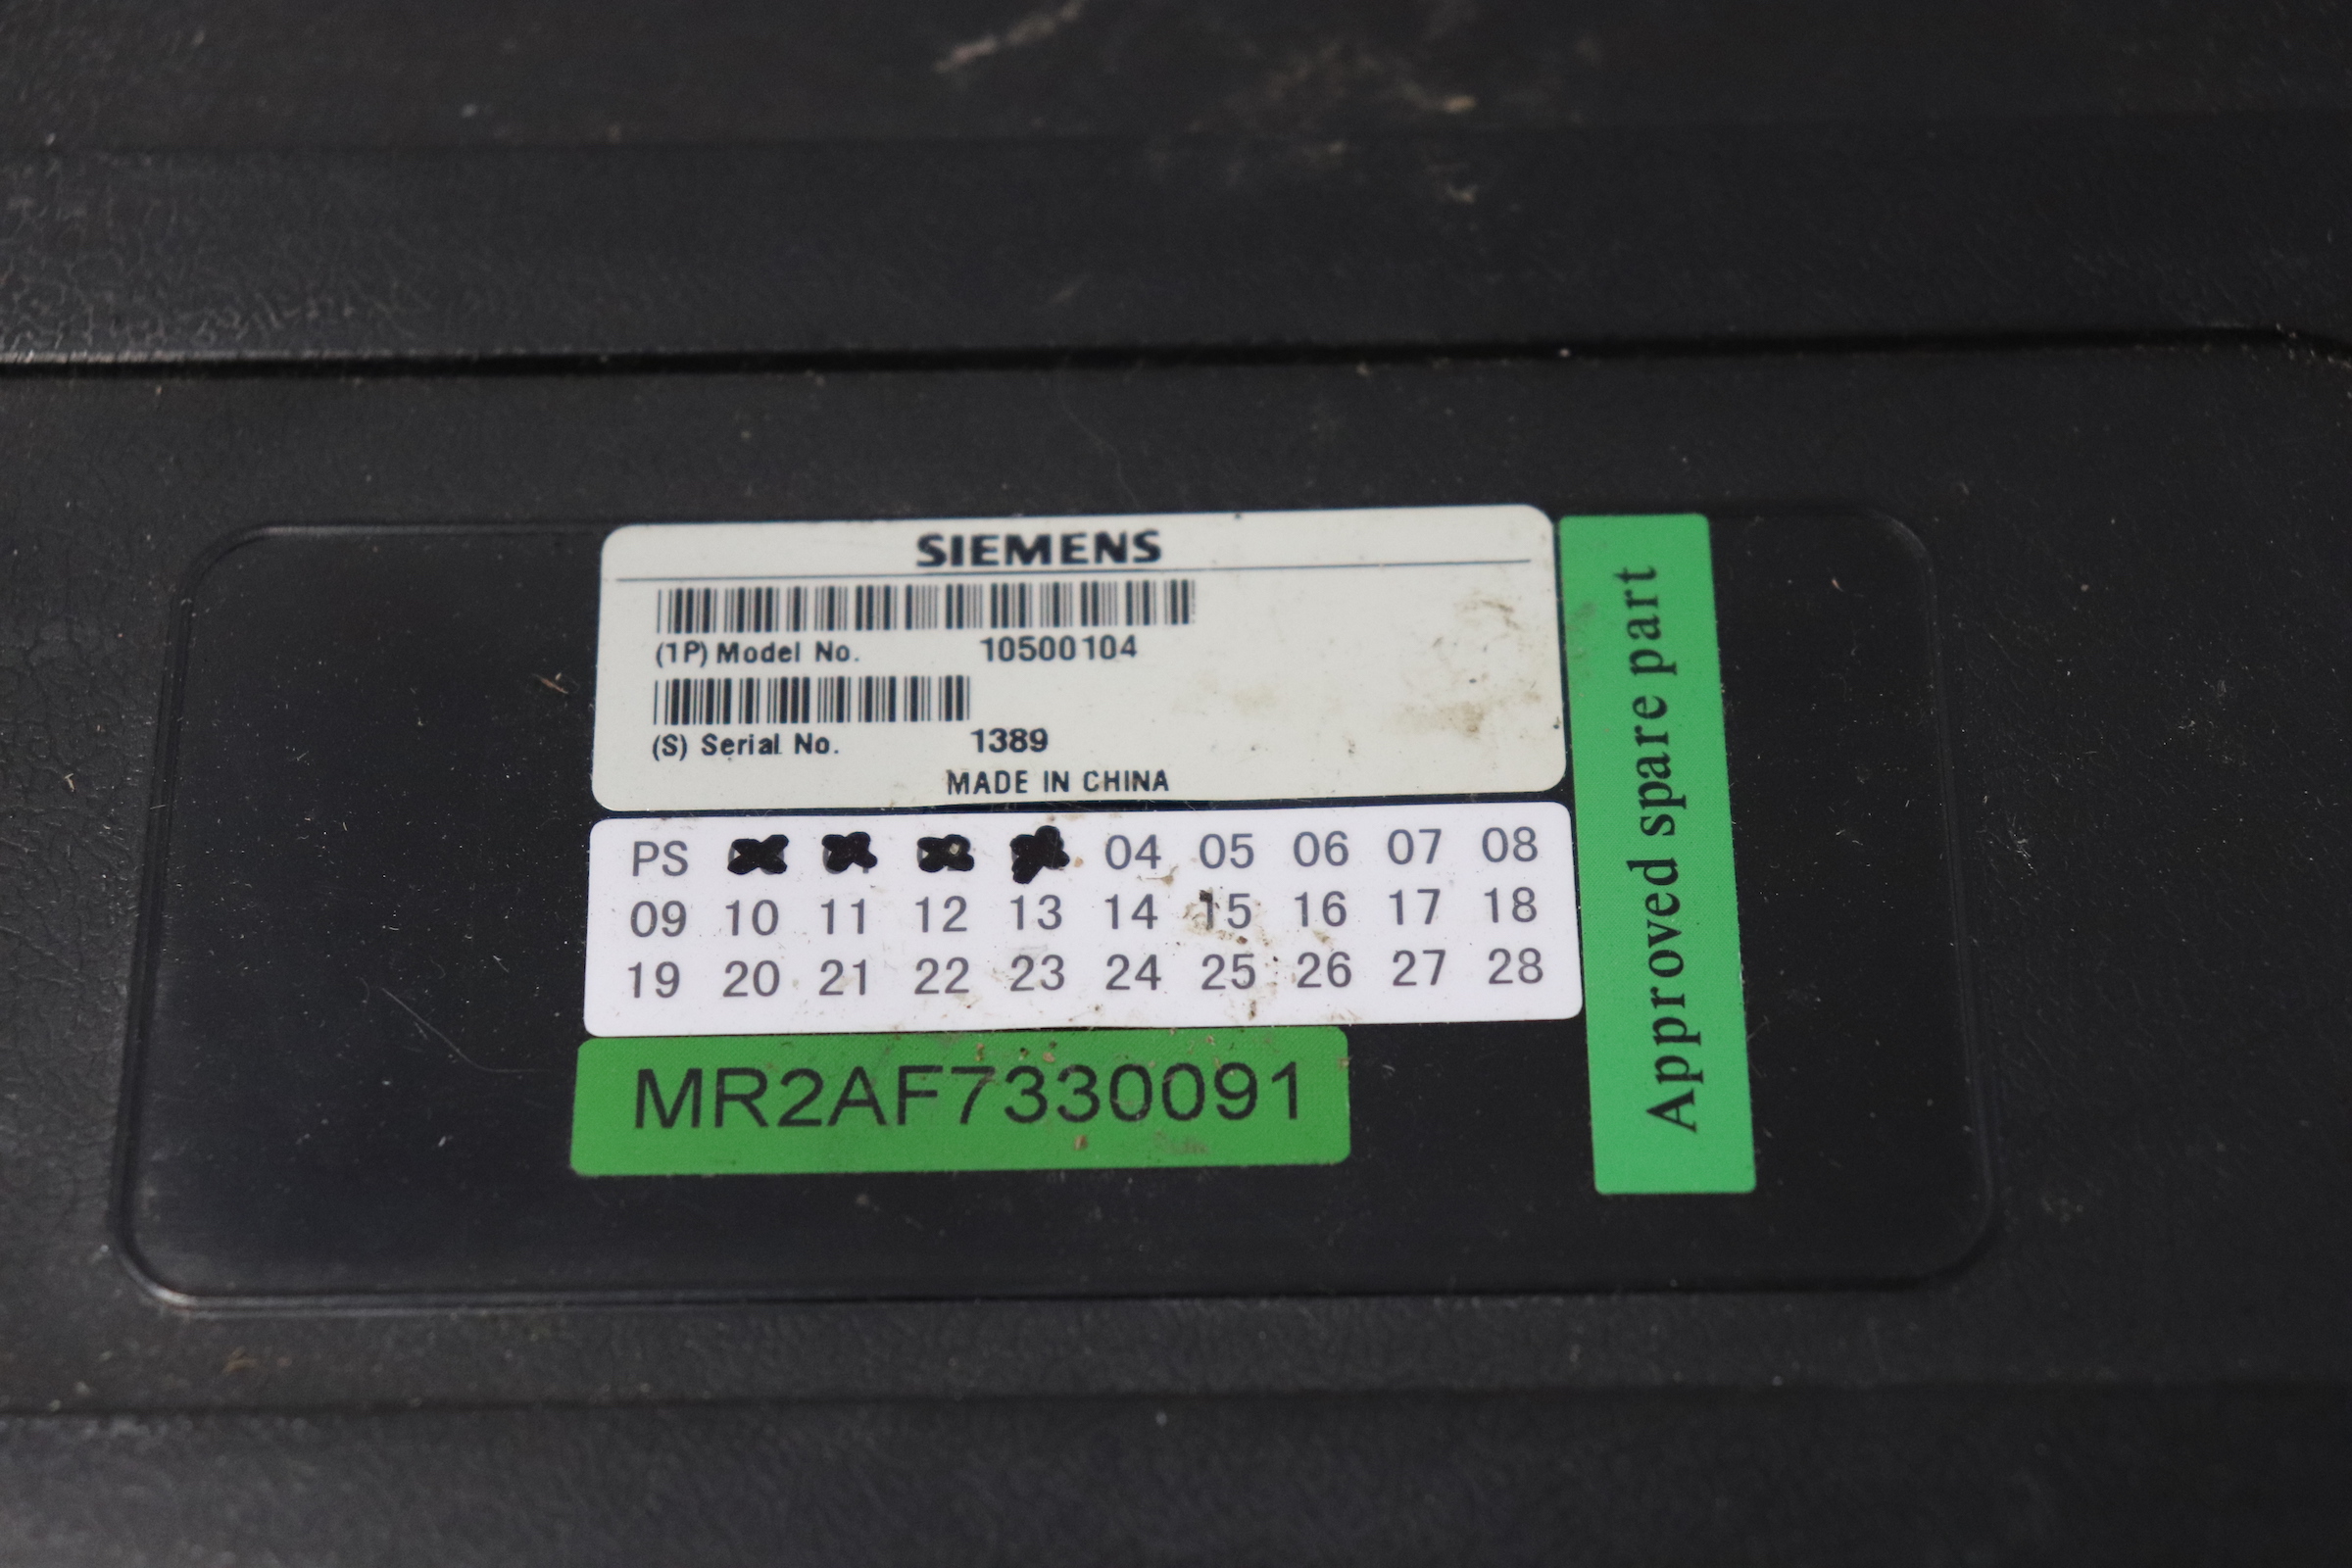 SIEMENS
(1P) Model No. 10500104
(S) Serial No. 1389
MADE IN CHINA
PS 04 05 06 07 08
09 10 11 12 13 14 15 16 17 18
19 20 21 22 23 24 25 26 27 28
MR2AF7330091
Approved spare part